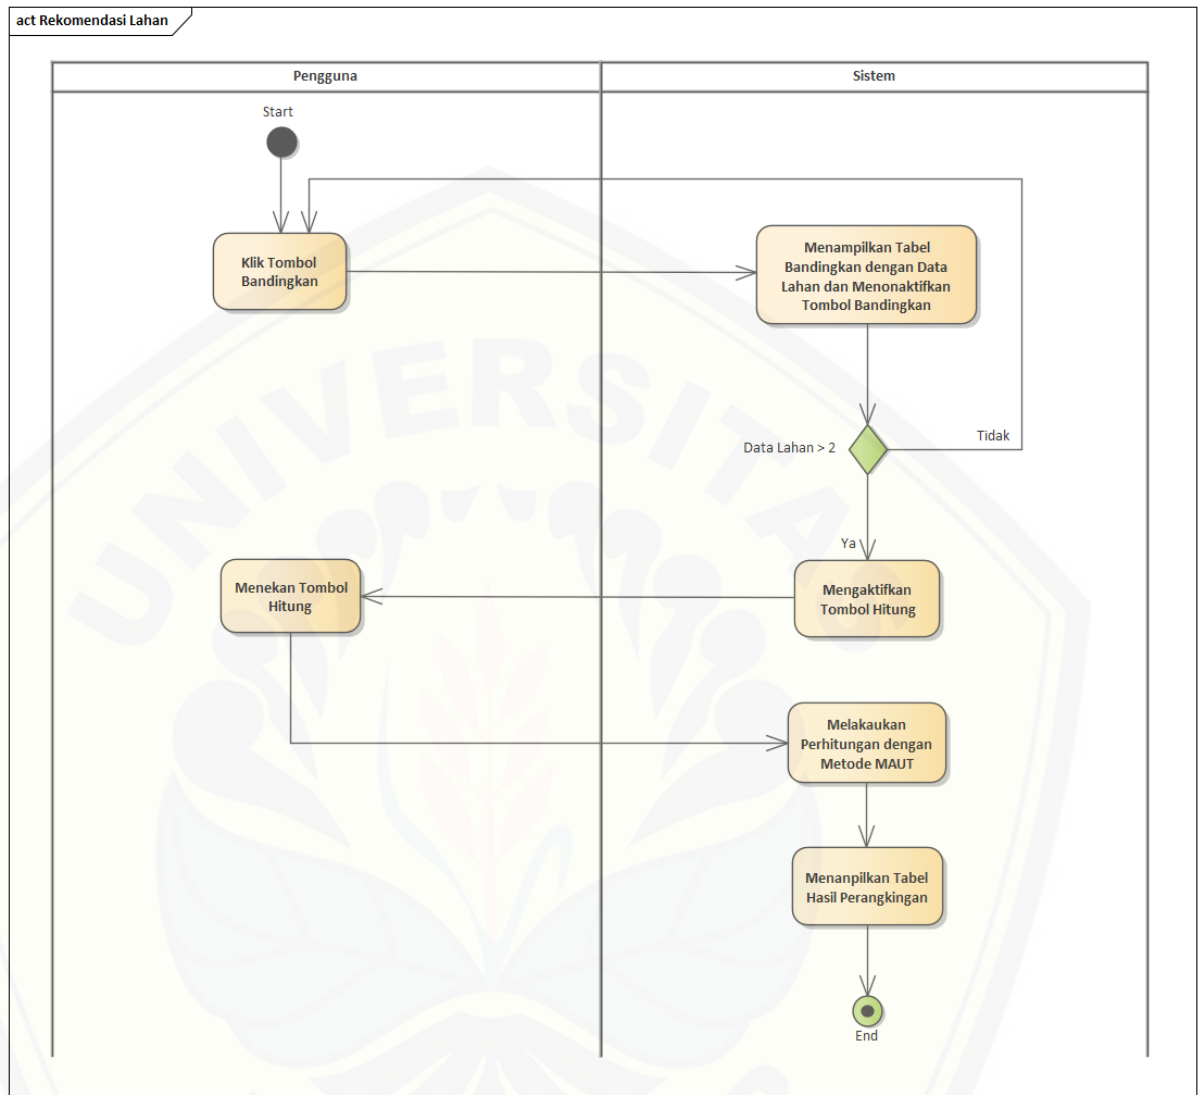 act Rekomendasi Lahan
Pengguna
Sistem
Start
Klik Tombol
Bandingkan
Menampilkan Tabel
Bandingkan dengan Data
Lahan dan Menonaktifkan
Tombol Bandingkan
Data Lahan > 2
Tidak
Ya
Menekan Tombol
Hitung
Mengaktifkan
Tombol Hitung
Melakaukan
Perhitungan dengan
Metode MAUT
Menanpilkan Tabel
Hasil Perangkingan
End
UNIVERSITAS